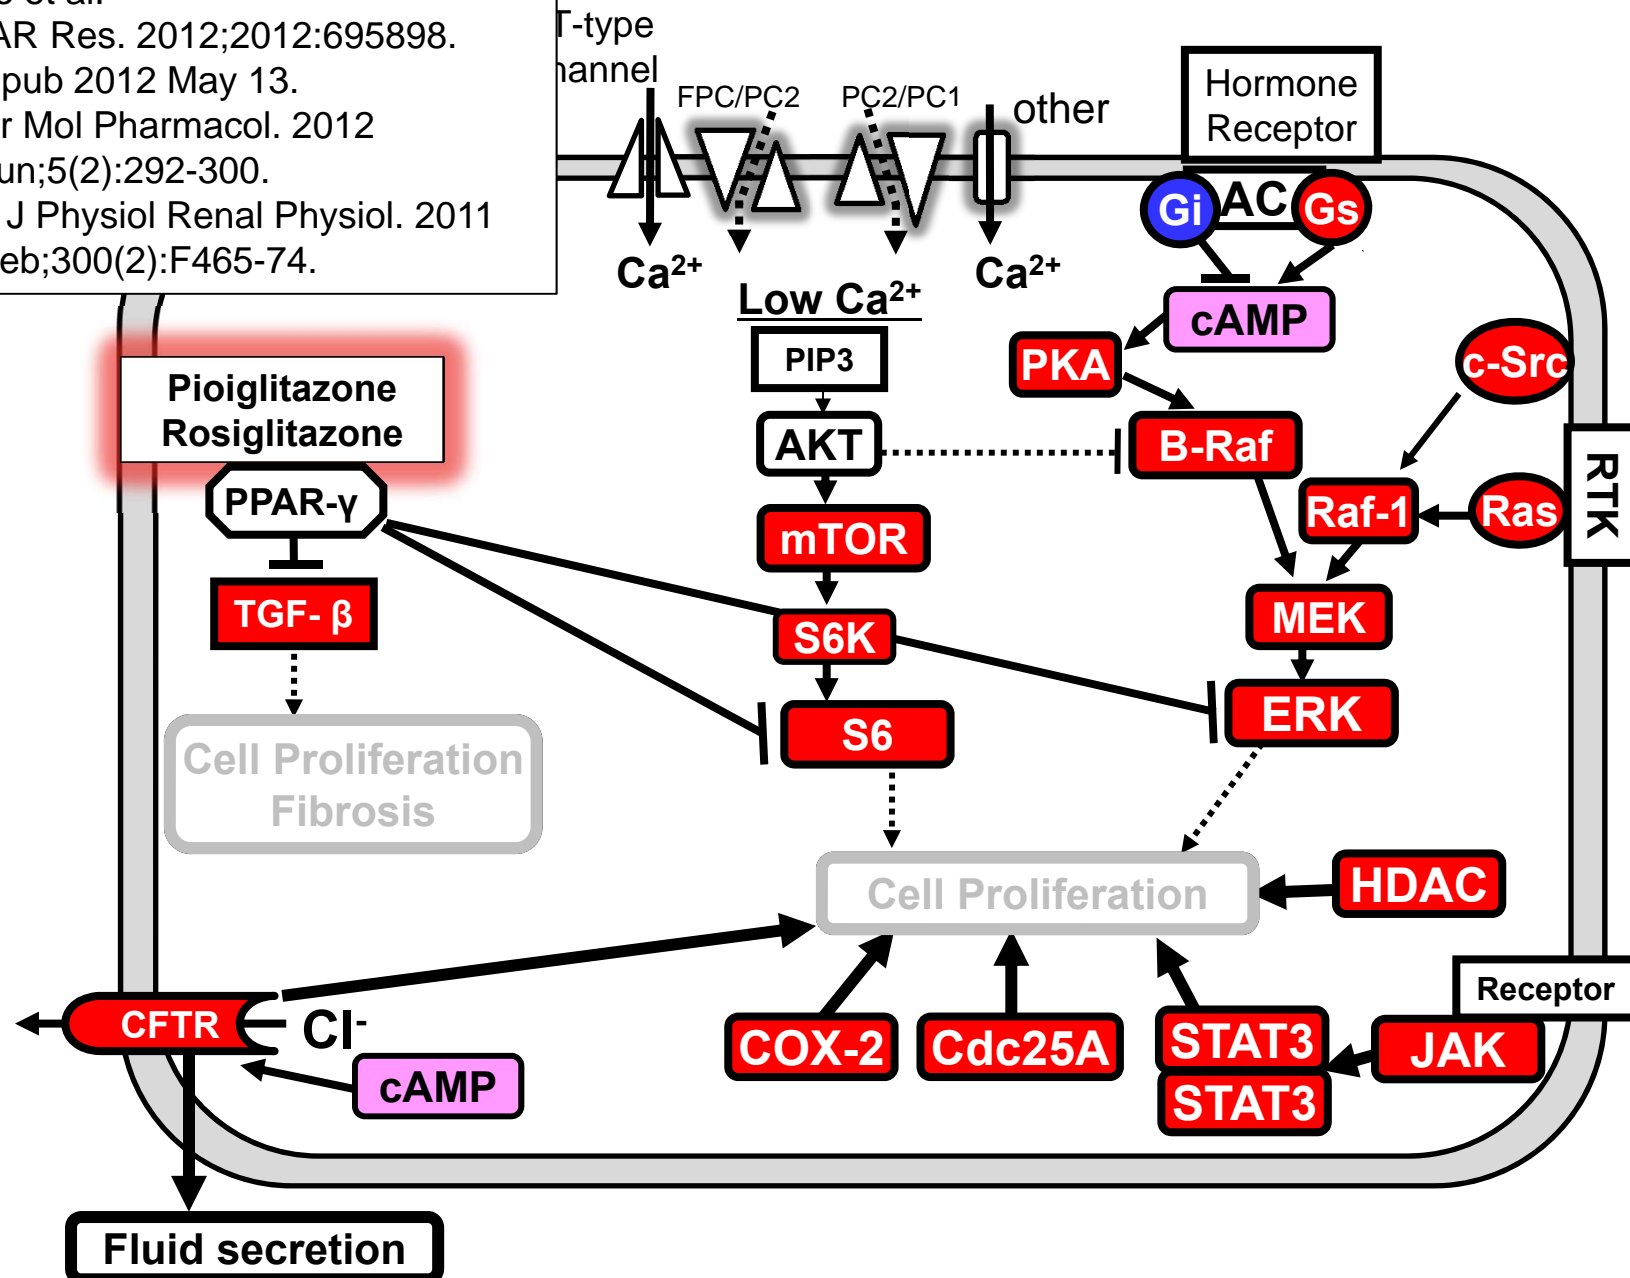 et al.
AR Res. 2012;2012:695898.
pub 2012 May 13.
r Mol Pharmacol. 2012
un;5(2):292-300.
J Physiol Renal Physiol. 2011
eb;300(2):F465-74.
T-type
hannel
FPC/PC2
PC2/PC1
other
Hormone
Receptor
Gi
AC
Gs
Ca2+
Ca2+
Low Ca2+
cAMP
PIP3
PKA
c-Src
Pioiglitazone
Rosiglitazone
AKT
B-Raf
RTK
PPAR-γ
Raf-1
Ras
mTOR
TGF- β
S6K
MEK
S6
ERK
Cell Proliferation
Fibrosis
Cell Proliferation
HDAC
Receptor
CFTR
Cl-
COX-2
Cdc25A
STAT3
JAK
cAMP
STAT3
Fluid secretion